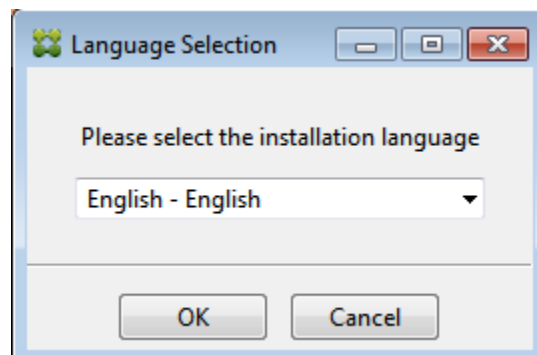 Language Selection
Please select the installation language
English - English
OK
Cancel